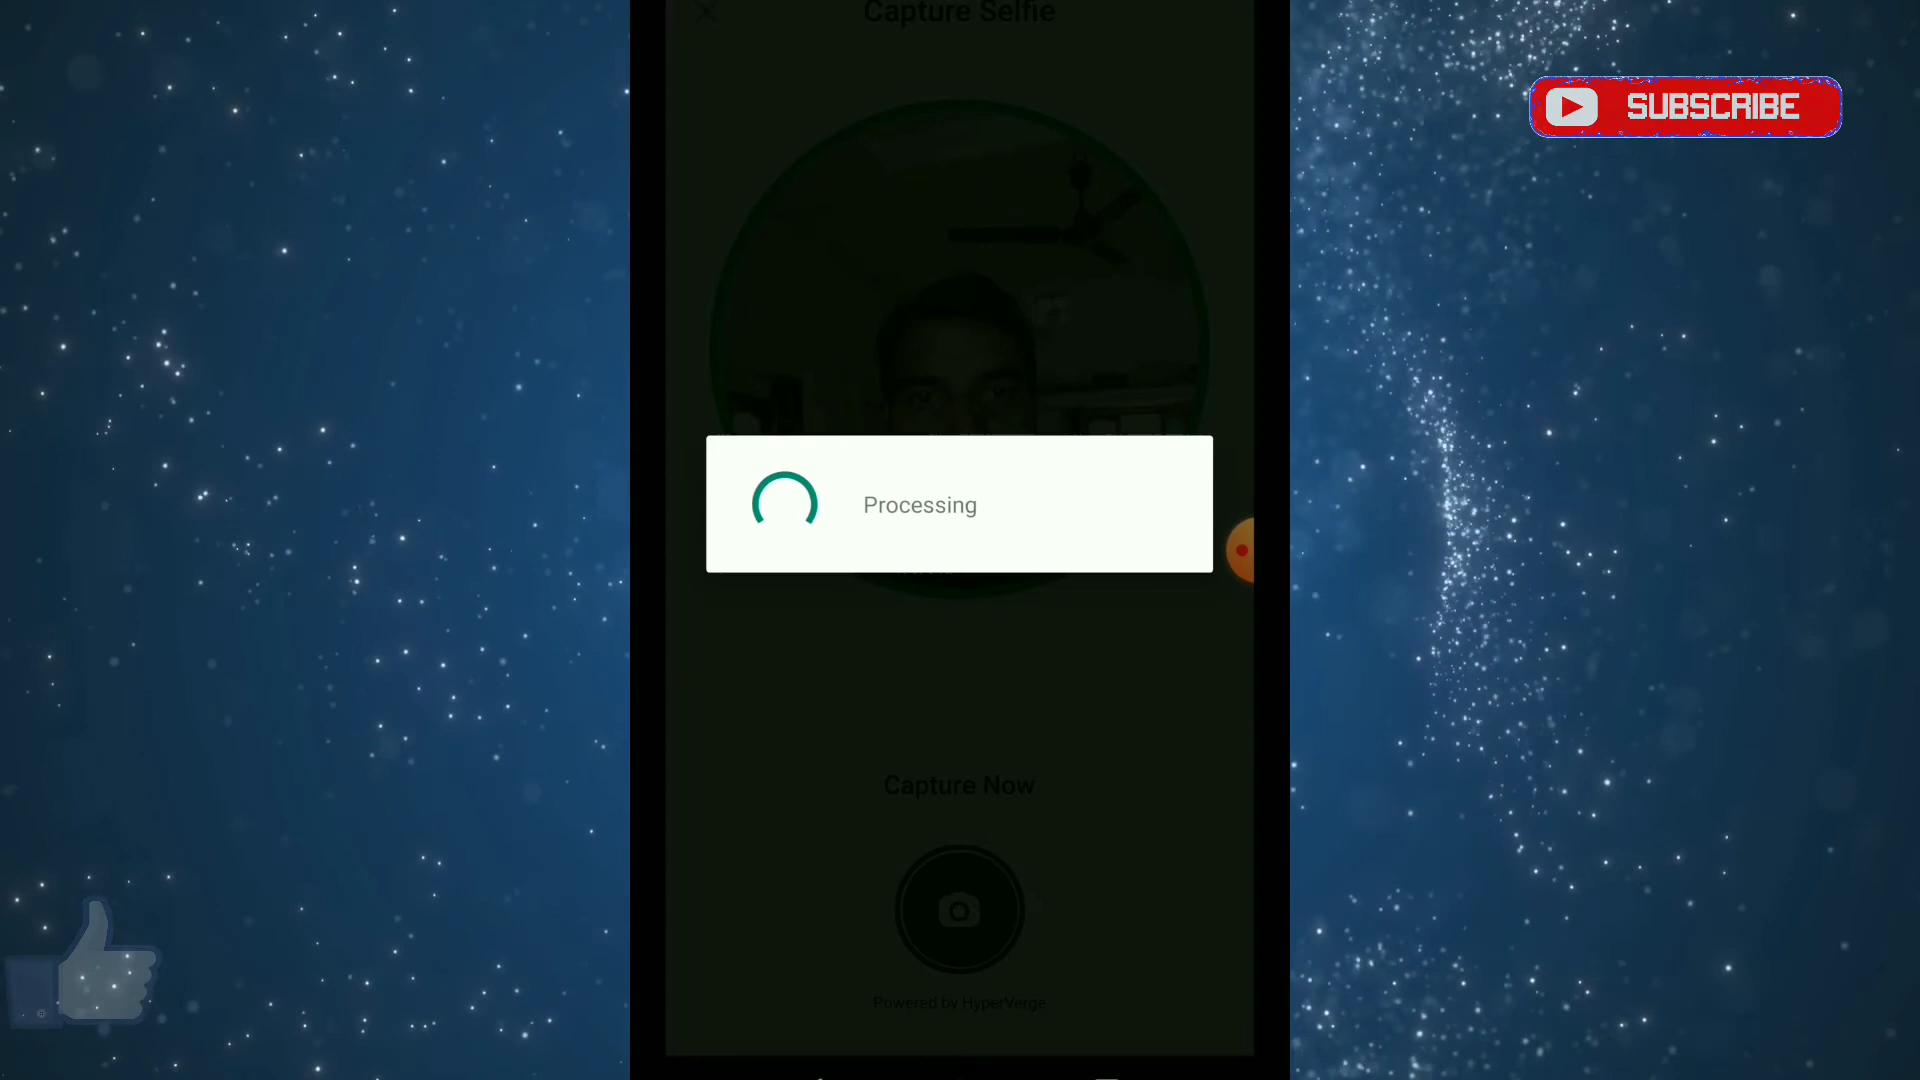 Capture Selfie
SUBSCRIBE
Processing
Capture Now
Powered by HyperVerge